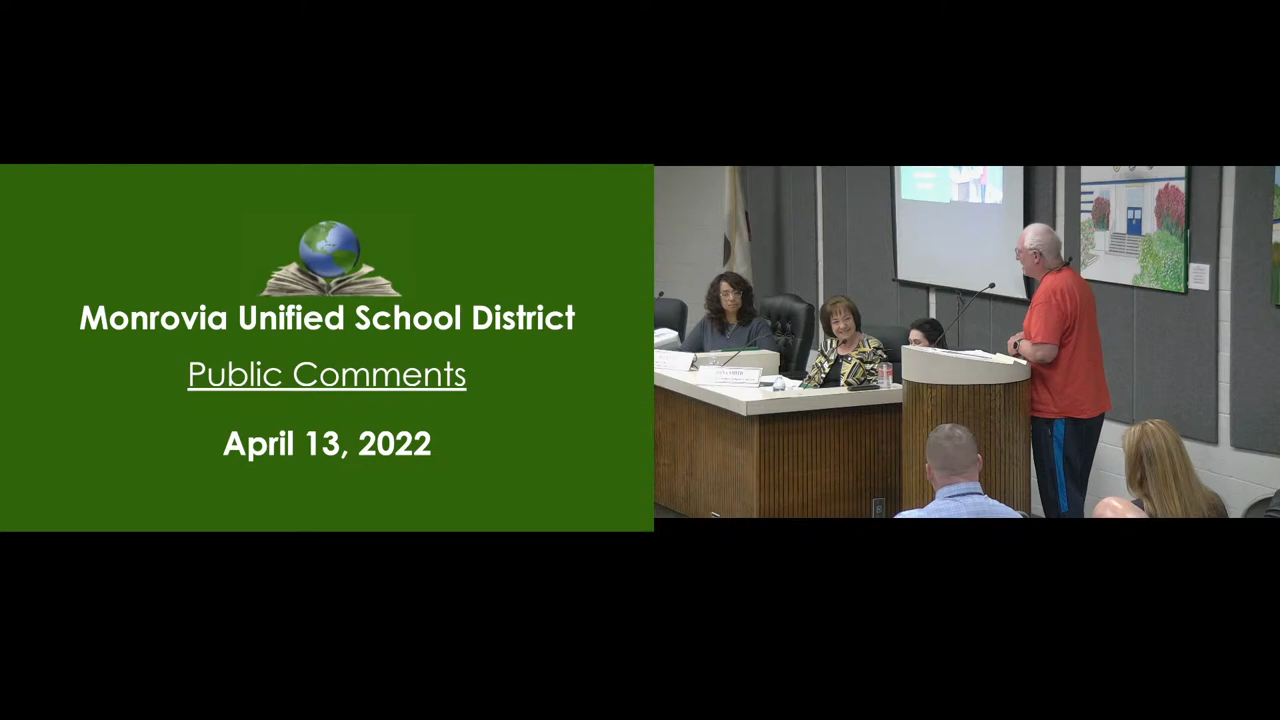 Monrovia Unified School District
Public Comments
April 13, 2022